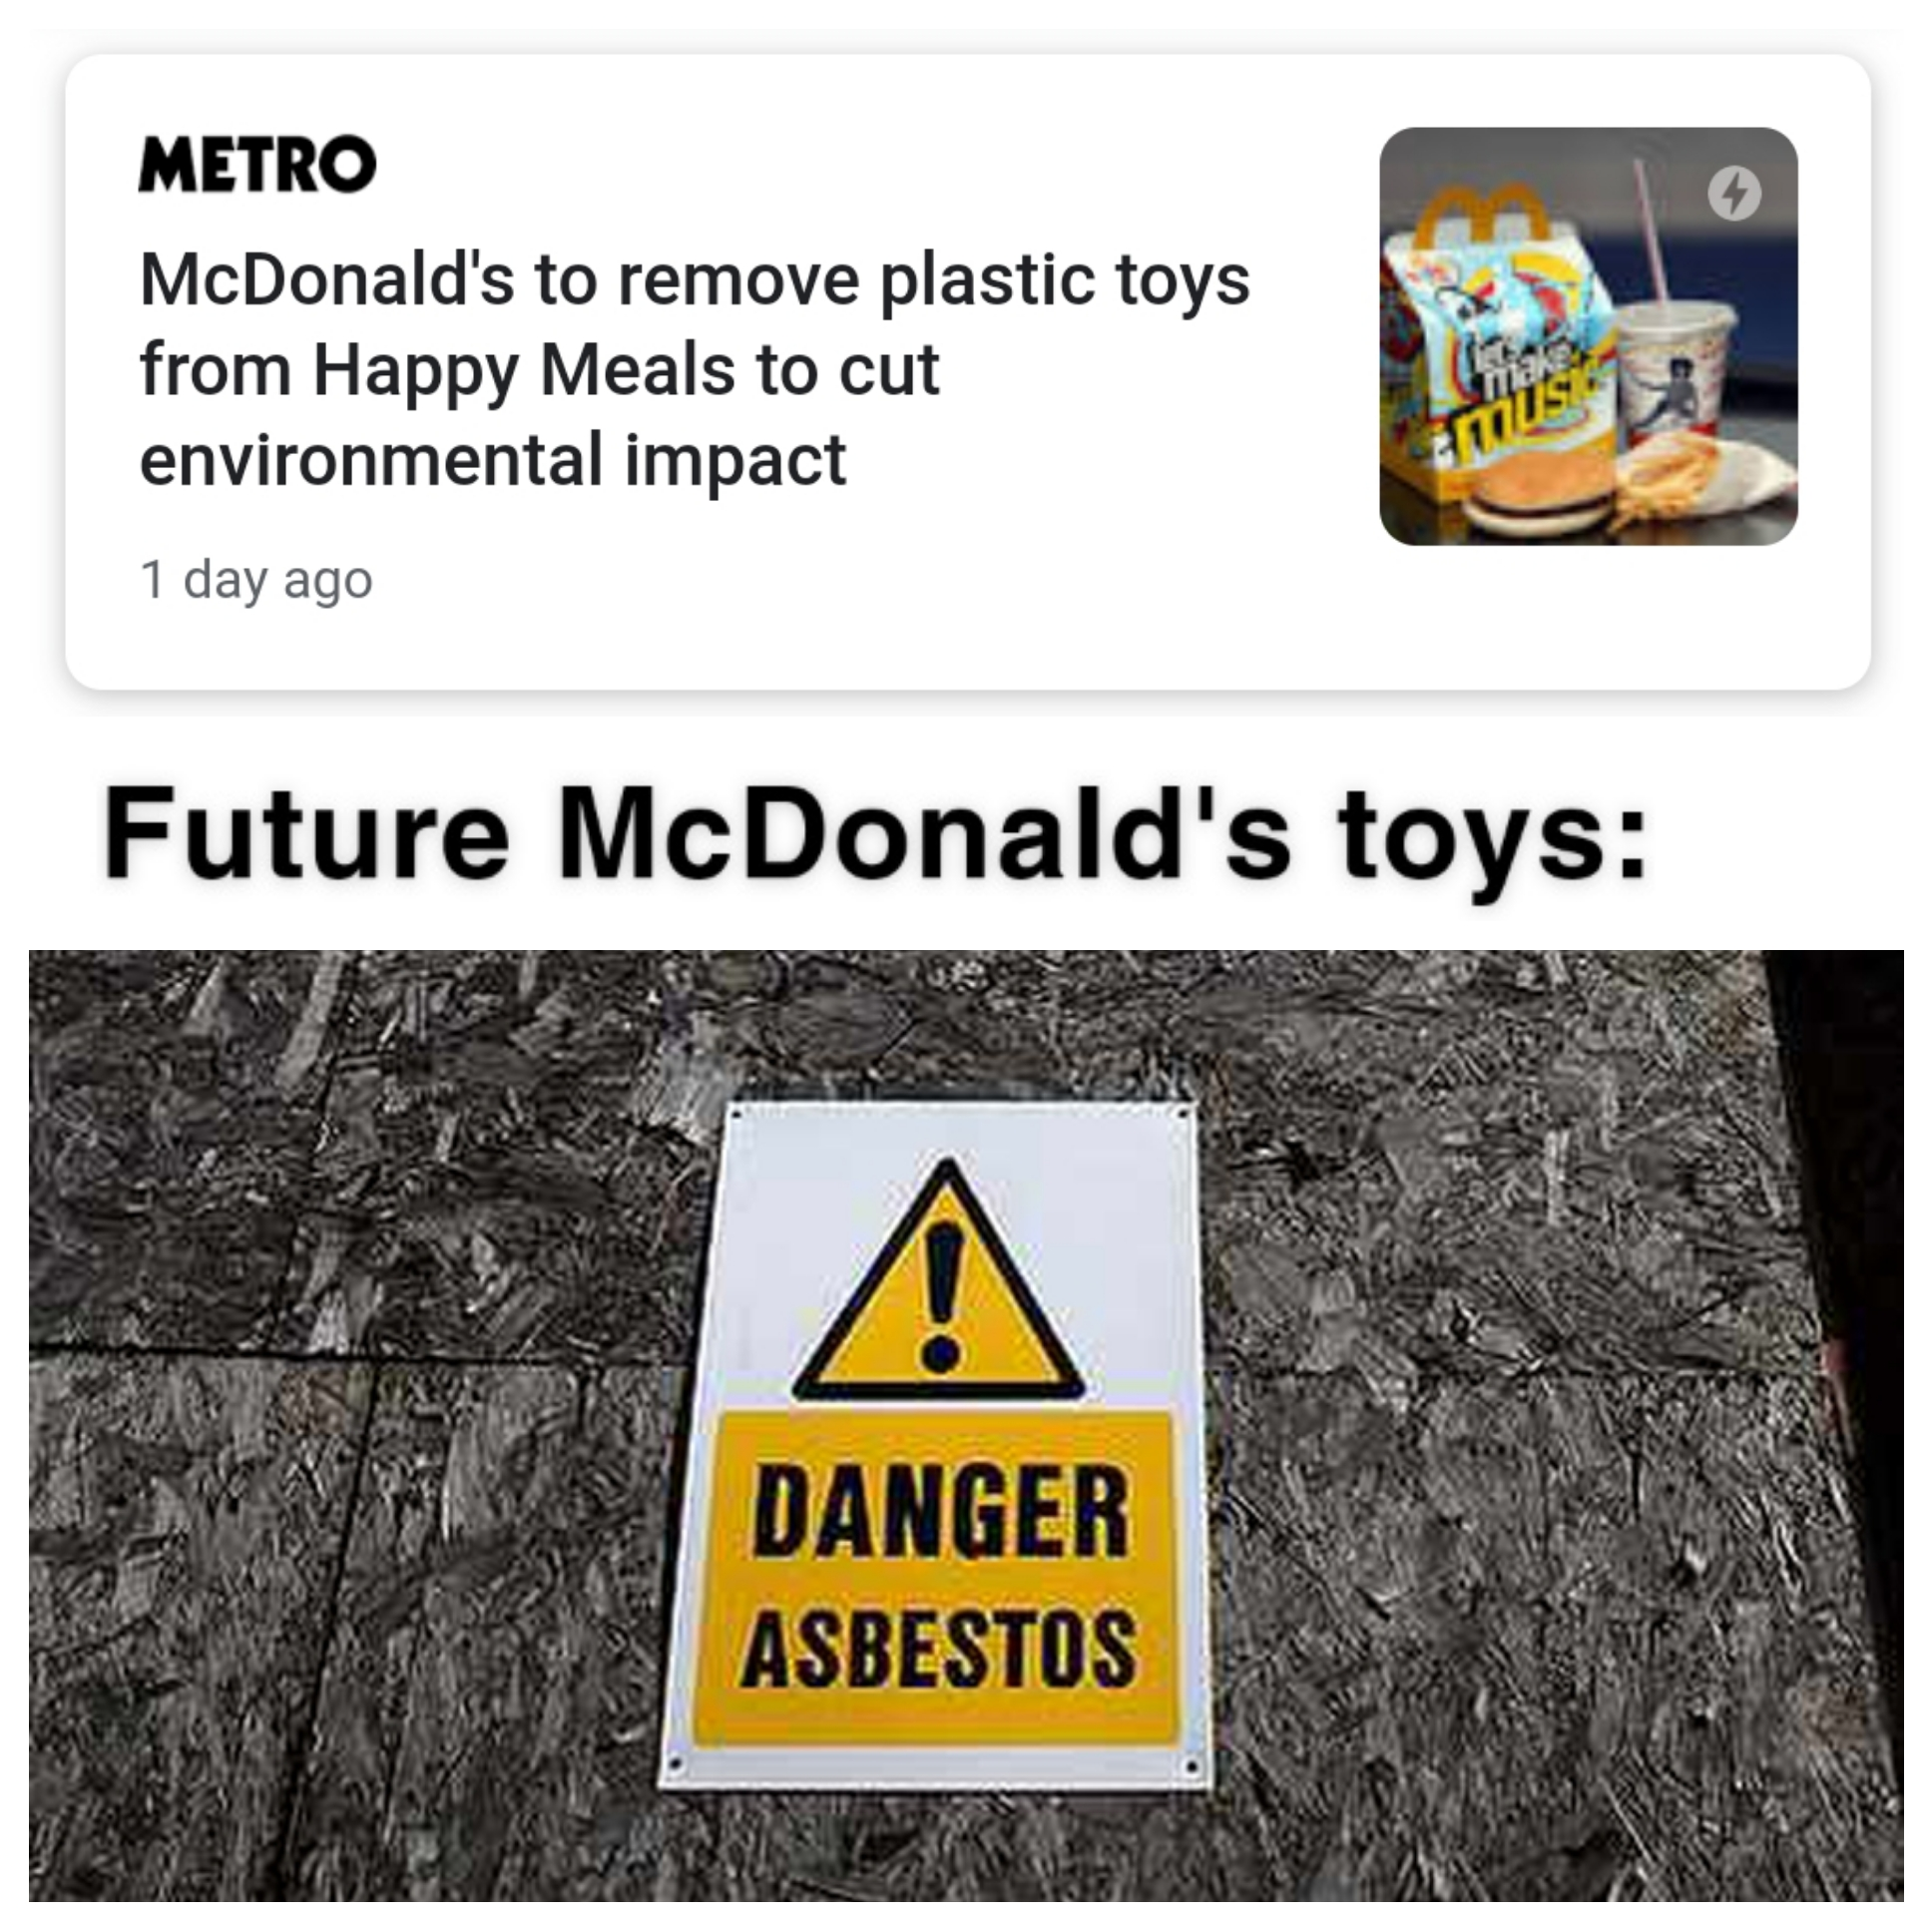 METRO
McDonald's to remove plastic toys
from Happy Meals to cut
environmental impact
1 day ago
let's
make
music
Future McDonald's toys:
DANGER
ASBESTOS